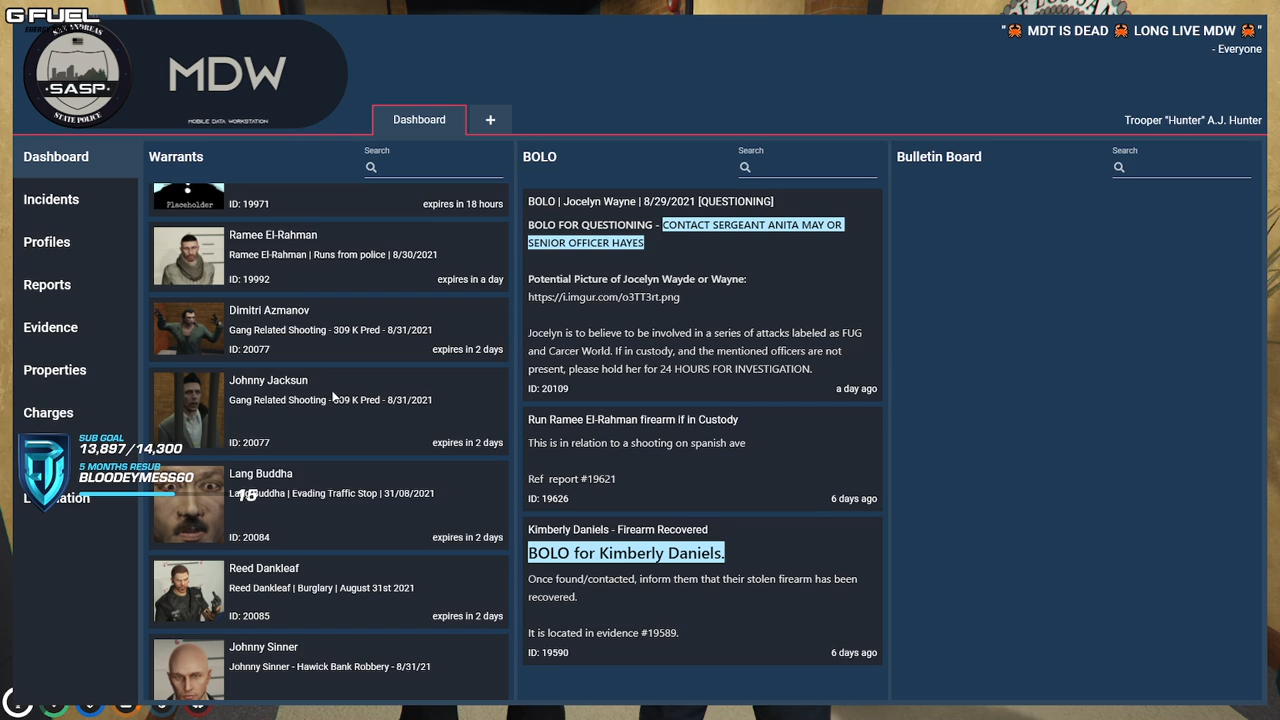 G FUEL
SAN ANDREAS
SASP
STATE POLICE
MDW
MOBILE DATA WORKSTATION
" 🦀 MDT IS DEAD 🦀 LONG LIVE MDW 🦀 "
- Everyone
Dashboard
+
Trooper "Hunter" A.J. Hunter
Dashboard
Incidents
Profiles
Reports
Evidence
Properties
Charges
SUB GOAL
13,897/14,300
5 MONTHS RESUB
BLOODEYMESS60
15
Warrants
Search
Placeholder
ID: 19971
expires in 18 hours
Ramee El-Rahman
Ramee El-Rahman | Runs from police | 8/30/2021
ID: 19992
expires in a day
Dimitri Azmanov
Gang Related Shooting - 309 K Pred - 8/31/2021
ID: 20077
expires in 2 days
Johnny Jacksun
Gang Related Shooting - 309 K Pred - 8/31/2021
ID: 20077
expires in 2 days
Lang Buddha
Lang Buddha | Evading Traffic Stop | 31/08/2021
ID: 20084
expires in 2 days
Reed Dankleaf
Reed Dankleaf | Burglary | August 31st 2021
ID: 20085
expires in 2 days
Johnny Sinner
Johnny Sinner - Hawick Bank Robbery - 8/31/21
BOLO
Search
BOLO | Jocelyn Wayne | 8/29/2021 [QUESTIONING]
BOLO FOR QUESTIONING - CONTACT SERGEANT ANITA MAY OR
SENIOR OFFICER HAYES
Potential Picture of Jocelyn Wayde or Wayne:
https://i.imgur.com/o3TT3rt.png
Jocelyn is to believe to be involved in a series of attacks labeled as FUG
and Carcer World. If in custody, and the mentioned officers are not
present, please hold her for 24 HOURS FOR INVESTIGATION.
ID: 20109
a day ago
Run Ramee El-Rahman firearm if in Custody
This is in relation to a shooting on spanish ave
Ref report #19621
ID: 19626
6 days ago
Kimberly Daniels - Firearm Recovered
BOLO for Kimberly Daniels.
Once found/contacted, inform them that their stolen firearm has been
recovered.
It is located in evidence #19589.
ID: 19590
6 days ago
Bulletin Board
Search